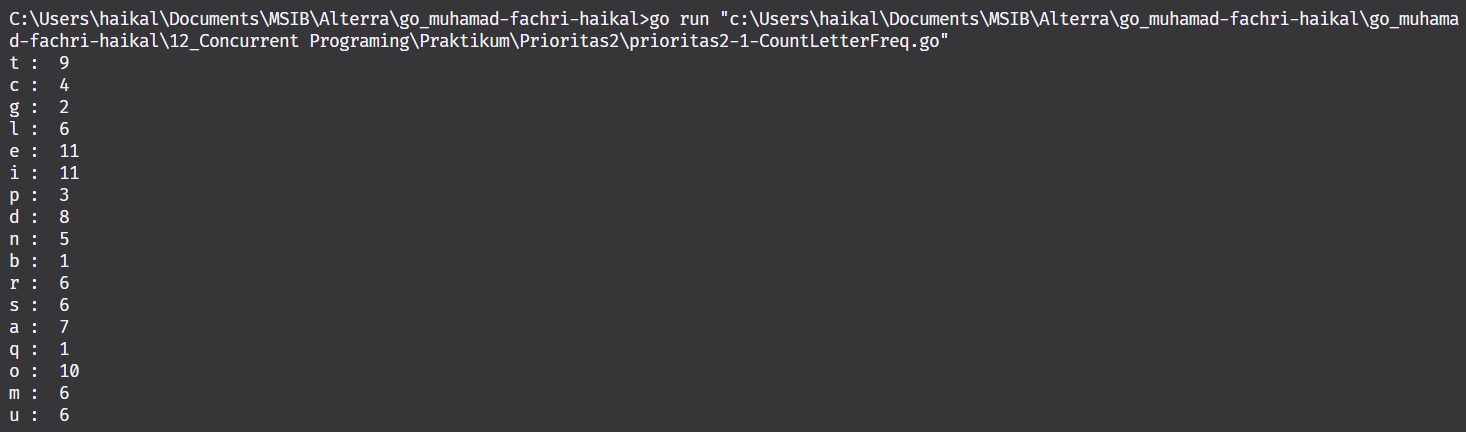 C:\Users\haikal\Documents\MSIB\Alterra\go_muhamad-fachri-haikal>go run "c:\Users\haikal\Documents\MSIB\Alterra\go_muhamad-fachri-haikal\go_muhama
d-fachri-haikal\12_Concurrent Programing\Praktikum\Prioritas2\prioritas2-1-CountLetterFreq.go"
t :  9
c :  4
g :  2
l :  6
e :  11
i :  11
p :  3
d :  8
n :  5
b :  1
r :  6
s :  6
a :  7
q :  1
o :  10
m :  6
u :  6